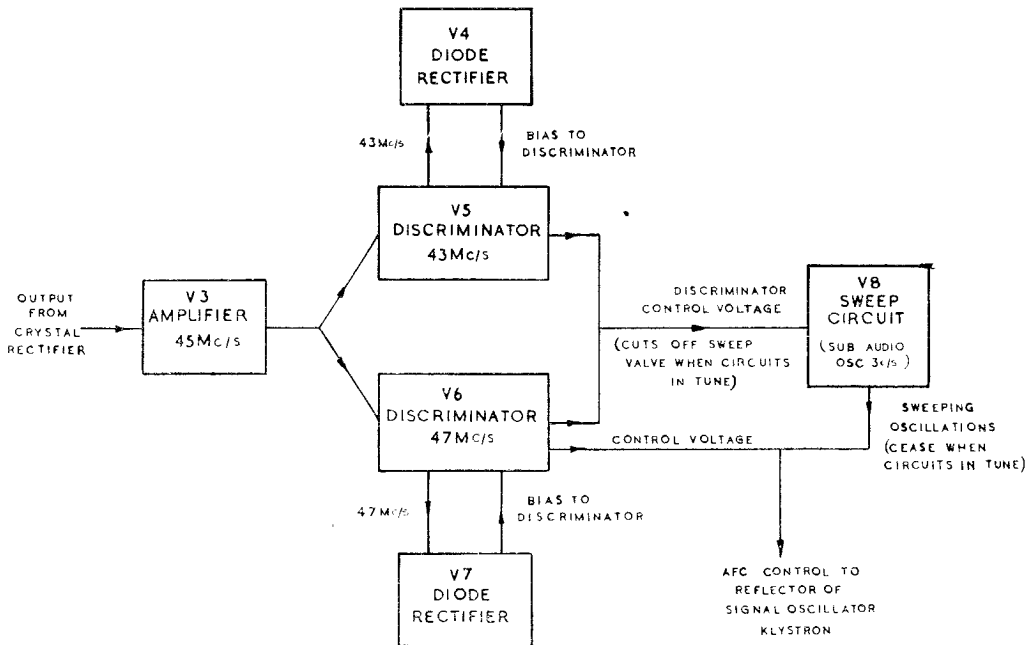 V4
DIODE
RECTIFIER
43Mc/s
BIAS TO
DISCRIMINATOR
V5
DISCRIMINATOR
43Mc/s
OUTPUT
FROM
CRYSTAL
RECTIFIER
V3
AMPLIFIER
45Mc/s
DISCRIMINATOR
CONTROL VOLTAGE
(CUTS OFF SWEEP
VALVE WHEN CIRCUITS
IN TUNE)
V8
SWEEP
CIRCUIT
(SUB AUDIO
OSC 3c/s)
V6
DISCRIMINATOR
47Mc/s
CONTROL VOLTAGE
SWEEPING
OSCILLATIONS
(CEASE WHEN
CIRCUITS IN TUNE)
47Mc/s
BIAS TO
DISCRIMINATOR
V7
DIODE
RECTIFIER
AFC CONTROL TO
REFLECTOR OF
SIGNAL OSCILLATOR
KLYSTRON